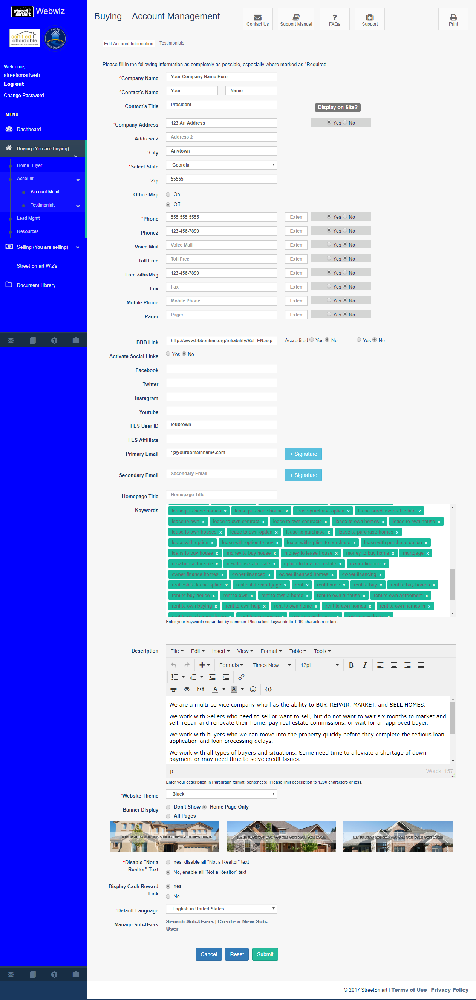 street smart Webwiz
certified affordable HOUSING PROVIDER
Path To Home Ownership
Welcome,
streetsmartweb
Log out
Change Password
MENU
Dashboard
Buying (You are buying)
Home Buyer
Account
Account Mgmt
Testimonials
Lead Mgmt
Resources
Selling (You are selling)
Street Smart Wiz's
Document Library
Buying – Account Management
Contact Us
Support Manual
FAQs
Support
Print
Edit Account Information Testimonials
Please fill in the following information as completely as possible, especially where marked as *Required.
*Company Name Your Company Name Here
*Contact's Name Your Name
Contact's Title President Display on Site?
*Company Address 123 An Address Yes No
Address 2 Address 2
*City Anytown
*Select State Georgia
*Zip 55555
Office Map On
Off
*Phone 555-555-5555 Exten Yes No
Phone2 123-456-7890 Exten Yes No
Voice Mail Voice Mail Exten Yes No
Toll Free Toll Free Exten Yes No
Free 24hr/Msg 123-456-7890 Exten Yes No
Fax Fax Exten Yes No
Mobile Phone Mobile Phone Exten Yes No
Pager Pager Exten Yes No
BBB Link http://www.bbbonline.org/reliability/Rel_EN.asp Accredited Yes No Yes No
Activate Social Links Yes No
Facebook
Twitter
Instagram
Youtube
FES User ID loubrown
FES Affilliate
Primary Email *@yourdomainname.com + Signature
Secondary Email Secondary Email + Signature
Homepage Title Homepage Title
Keywords lease purchase homes x lease purchase house x lease purchase option x lease purchase real estate x
lease to own x lease to own contract x lease to own contracts x lease to own homes x lease to own house x
lease to own houses x lease to own option x lease to purchase x lease to purchase homes x
lease with option x lease with option to buy x lease with option to purchase x lease with purchase option x
loans to buy house x money to buy house x money to lease house x money to buy home x mortgage x
new house for sale x new houses for sale x option to buy real estate x owner finance x
owner finance homes x owner financed x owner financed homes x owner financing x
real estate lease option x real estate mortgage x rent x rent house x rent to buy x rent to buy homes x
rent to buy house x rent to own x rent to own a home x rent to own a house x rent to own agreement x
rent to own buying x rent to own help x rent to own home x rent to own homes x rent to own homes in x
rent to own homes listing x rent to own house x rent to own houses x rent to own lease x
Enter your keywords separated by commas. Please limit keywords to 1200 characters or less.
Description File Edit Insert View Format Table Tools
Formats Times New ... 12pt B I
A A
We are a multi-service company who has the ability to BUY, REPAIR, MARKET, and SELL HOMES.
We work with Sellers who need to sell or want to sell, but do not want to wait six months to market and
sell, repair and renovate their home, pay real estate commissions, or wait for an approved buyer.
We work with buyers who we can move into the property quickly before they complete the tedious loan
application and loan processing delays.
We work with all types of buyers and situations. Some need time to alleviate a shortage of down
payment or may need time to solve credit issues.
p Words: 157
Enter your description in Paragraph format (sentences). Please limit description to 1200 characters or less.
*Website Theme Black
Banner Display Don't Show Home Page Only
All Pages
LET US SHOW YOU HOW YOU CAN OWN YOUR OWN HOME!
LET US SHOW YOU HOW YOU CAN OWN YOUR OWN HOME!
LET US SHOW YOU HOW YOU CAN OWN YOUR OWN HOME!
*Disable "Not a Yes, disable all "Not a Realtor" text
Realtor" Text No, enable all "Not a Realtor" text
Display Cash Reward Yes
Link No
*Default Language English in United States
Manage Sub-Users Search Sub-Users | Create a New Sub-
User
Cancel Reset Submit
© 2017 StreetSmart | Terms of Use | Privacy Policy